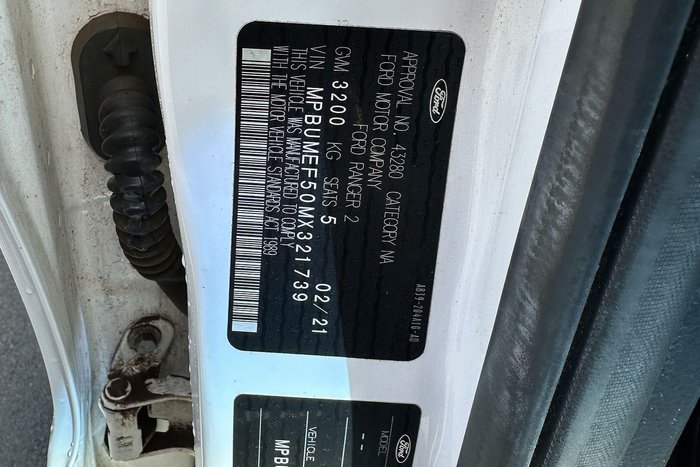 Ford
APPROVAL NO. 43280 CATEGORY NA
FORD MOTOR COMPANY
FORD RANGER 2
GVM 3200 KG SEATS 5
VIN MPBUMEF50MX321739 02/21
THIS VEHICLE WAS MANUFACTURED TO COMPLY
WITH THE MOTOR VEHICLE STANDARDS ACT 1989
AB39-204A10-AD
Ford
MODEL
--
VEHICLE
MPB